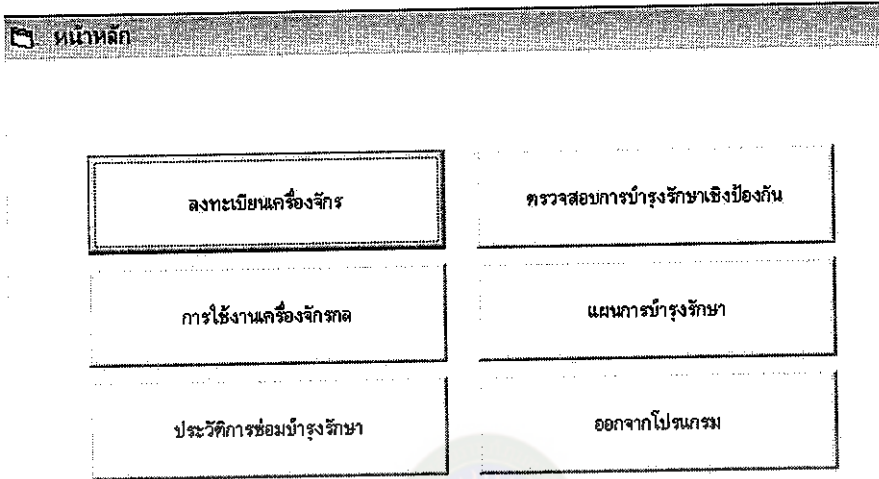 หน้าหลัก
ลงทะเบียนเครื่องจักร
ตรวจสอบการบำรุงรักษาเชิงป้องกัน
การใช้งานเครื่องจักรกล
แผนการบำรุงรักษา
ประวัติการซ่อมบำรุงรักษา
ออกจากโปรแกรม